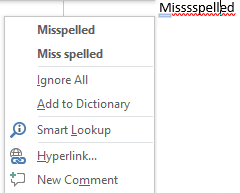 Missspelled
Misspelled
Miss spelled
Ignore All
Add to Dictionary
Smart Lookup
Hyperlink...
New Comment